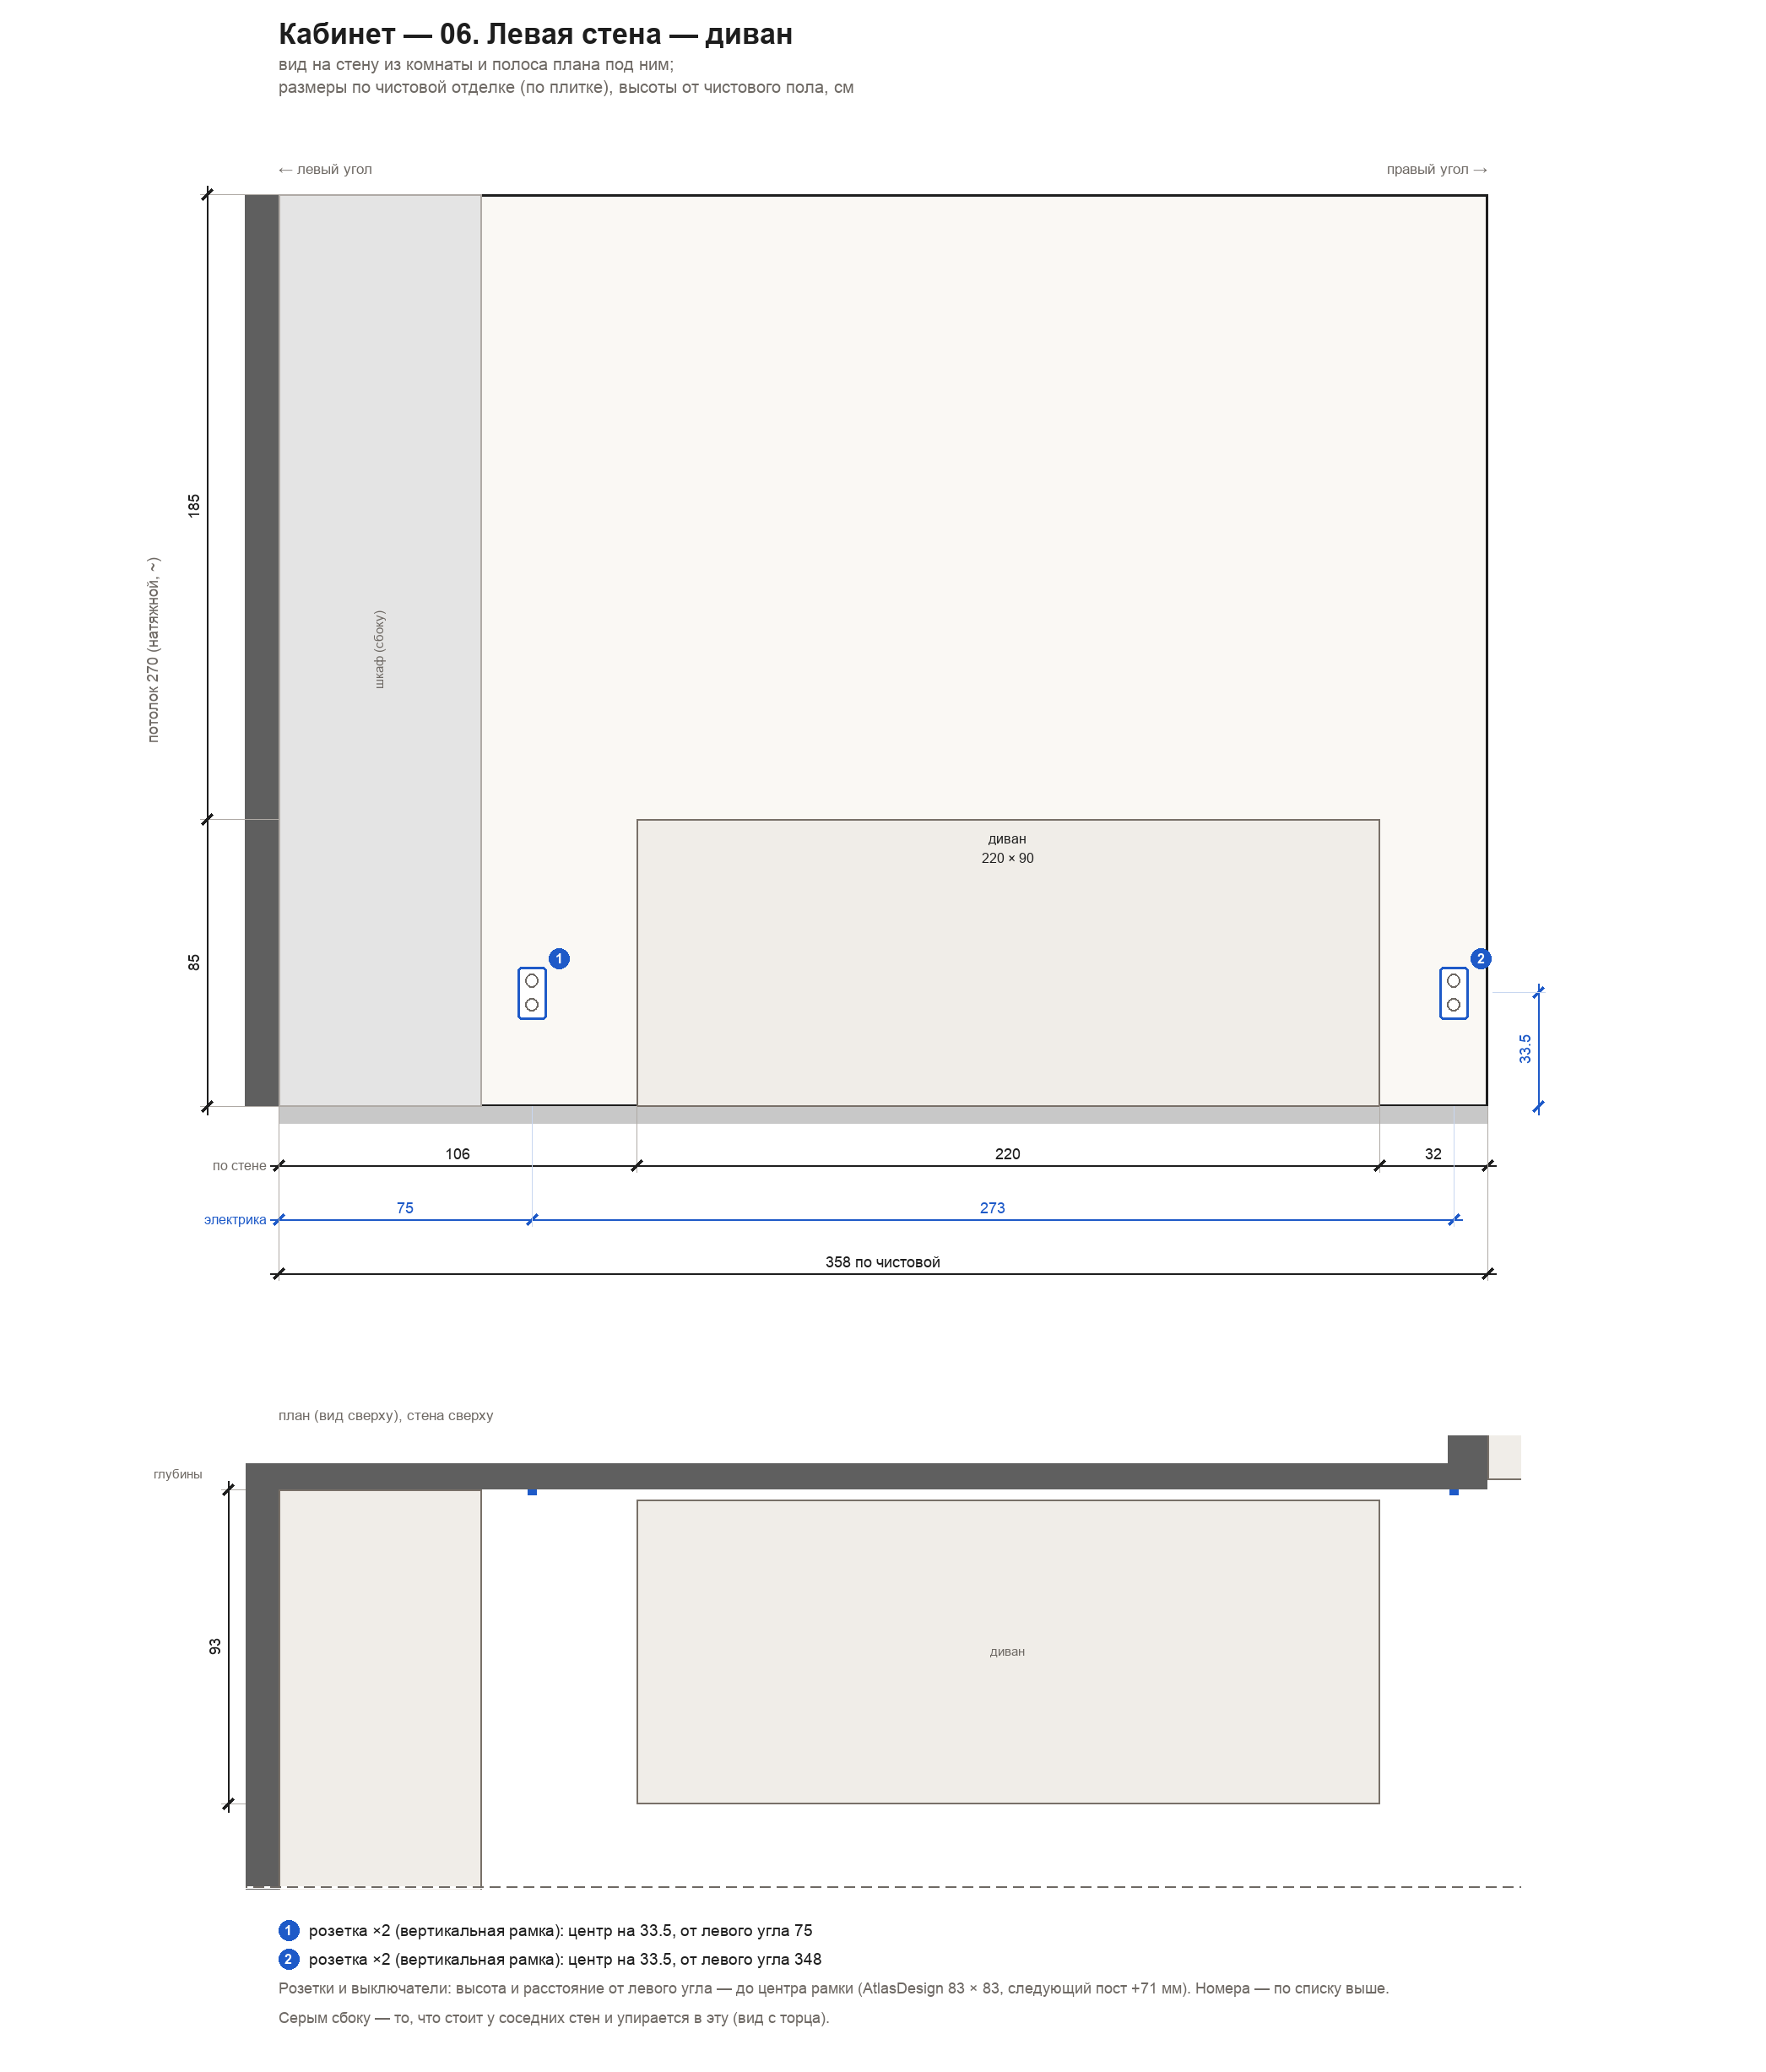 Кабинет — 06. Левая стена — диван
вид на стену из комнаты и полоса плана под ним;
размеры по чистовой отделке (по плитке), высоты от чистового пола, см
← левый угол
правый угол →
185
потолок 270 (натяжной, ~)
шкаф (сбоку)
диван
220 × 90
85
1
2
33.5
по стене
106
220
32
электрика
75
273
358 по чистовой
план (вид сверху), стена сверху
глубины
93
диван
1 розетка ×2 (вертикальная рамка): центр на 33.5, от левого угла 75
2 розетка ×2 (вертикальная рамка): центр на 33.5, от левого угла 348
Розетки и выключатели: высота и расстояние от левого угла — до центра рамки (AtlasDesign 83 × 83, следующий пост +71 мм). Номера — по списку выше.
Серым сбоку — то, что стоит у соседних стен и упирается в эту (вид с торца).